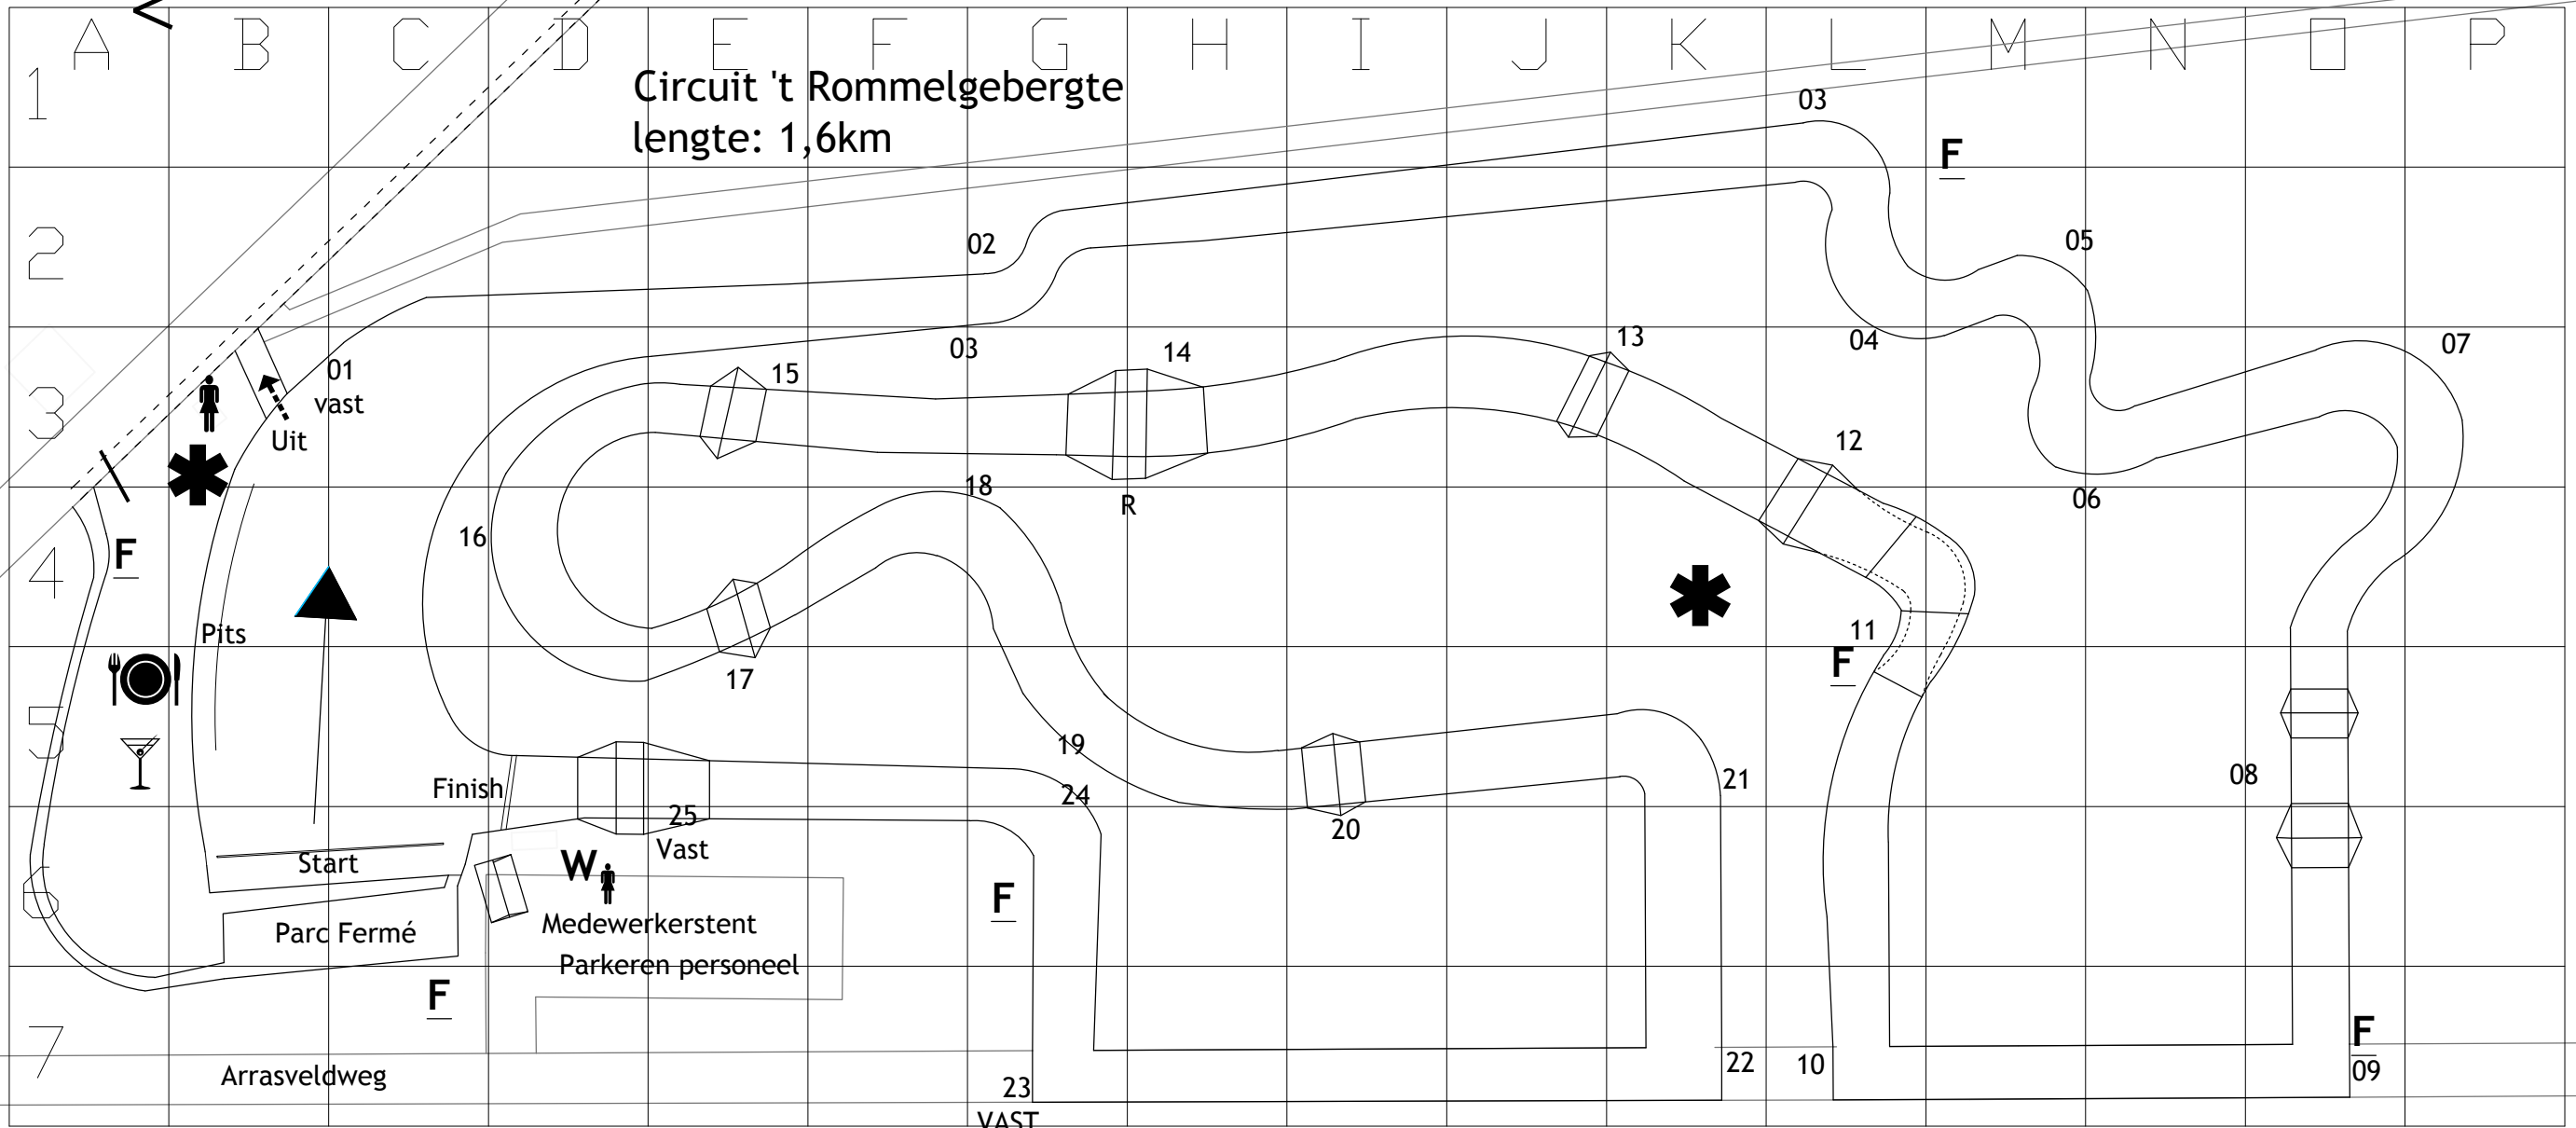 A B C D E F G H I J K L M N O P
1
Circuit 't Rommelgebergte
lengte: 1,6km
03
F
2
02
05
3
01
vast
Uit
03
15
14
13
04
07
12
18
R
06
4
F
16
Pits
11
F
17
5
19
24
21
08
Finish
25
Vast
20
6
Start
W
F
Medewerkerstent
Parc Fermé
Parkeren personeel
F
7
F
09
22
10
Arrasveldweg
23
VAST